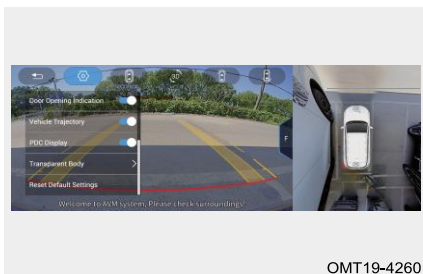 3D
Door Opening Indication
Vehicle Trajectory
PDC Display
F
Transparent Body
Reset Default Settings
Welcome to AVM system, Please check surroundings!
OMT19-4260